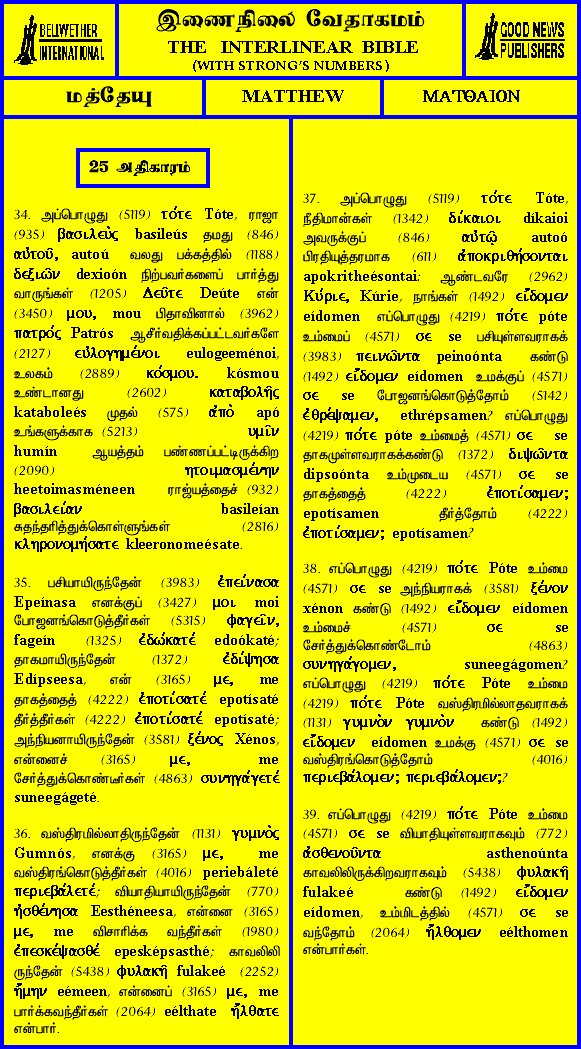 BELLWETHER
INTERNATIONAL
இணைநிலை வேதாகமம்
THE INTERLINEAR BIBLE
(WITH STRONG'S NUMBERS)
GOOD NEWS
PUBLISHERS
மத்தேயு
MATTHEW
ΜΑΤΘΑΙΟΝ
25 அதிகாரம்
34. அப்பொழுது (5119) τότε Tóte, ராஜா
(935) βασιλεὺς basileús தமது (846)
αὐτοῦ, autoú வலது பக்கத்தில் (1188)
δεξιῶν dexioón நிற்பவர்களைப் பார்த்து
வாருங்கள் (1205) Δεῦτε Deúte என்
(3450) μου, mou பிதாவினால் (3962)
πατρός Patrós ஆசீர்வதிக்கப்பட்டவர்களே
(2127) εὐλογημένοι eulogeeménoi,
உலகம் (2889) κόσμου. kósmou
உண்டானது (2602) καταβολῆς
kataboleés முதல் (575) ἀπὸ apó
உங்களுக்காக (5213) υμῖν
humín ஆயத்தம் பண்ணப்பட்டிருக்கிற
(2090) ητοιμασμένην
heetoimasméneen ராஜ்யத்தைச் (932)
βασιλείαν basileían
சுதந்தரித்துக்கொள்ளுங்கள் (2816)
κληρονομήσατε kleeronomeésate.
35. பசியாயிருந்தேன் (3983) ἐπείνασα
Epeínasa எனக்குப் (3427) μοι moi
போஜனங்கொடுத்தீர்கள் (5315) φαγεῖν,
fageín (1325) ἐδώκατέ edoókaté;
தாகமாயிருந்தேன் (1372) ἐδίψησα
Edípseesa, என் (3165) με, me
தாகத்தைத் (4222) ἐποτίσατέ epotísaté
தீர்த்தீர்கள் (4222) ἐποτίσατέ epotísaté;
அந்நியனாயிருந்தேன் (3581) ξένος Xénos,
என்னைச் (3165) με, me
சேர்த்துக்கொண்டீர்கள் (4863) συνηγάγετέ
suneegágeté.
36. வஸ்திரமில்லாதிருந்தேன் (1131) γυμνὸς
Gumnós, எனக்கு (3165) με, me
வஸ்திரங்கொடுத்தீர்கள் (4016) periebáleté
περιεβάλετέ; வியாதியாயிருந்தேன் (770)
ἠσθένησα Eesthéneesa, என்னை (3165)
με, me விசாரிக்க வந்தீர்கள் (1980)
ἐπεσκέψασθέ epesképsasthé; காவலிலி
ருந்தேன் (5438) φυλακῆ fulakeé (2252)
ἤμην eémeen, என்னைப் (3165) με, me
பார்க்கவந்தீர்கள் (2064) eélthate ἤλθατε
என்பார்.
37. அப்பொழுது (5119) τότε Tóte,
நீதிமான்கள் (1342) δίκαιοι díkaioi
அவருக்குப் (846) αὐτῷ autoó
பிரதியுத்தரமாக (611) ἀποκριθήσονται
apokritheésontai: ஆண்டவரே (2962)
Κύριε, Kúrie, நாங்கள் (1492) εἴδομεν
eídomen எப்பொழுது (4219) πότε póte
உம்மைப் (4571) σε se பசியுள்ளவராகக்
(3983) πεινῶντα peinoónta கண்டு
(1492) εἴδομεν eídomen உமக்குப் (4571)
σε se போஜனங்கொடுத்தோம் (5142)
ἐθρέψαμεν, ethrépsamen? எப்பொழுது
(4219) πότε póte உம்மைத் (4571) σε se
தாகமுள்ளவராகக்கண்டு (1372) διψῶντα
dipsoónta உம்முடைய (4571) σε se
தாகத்தைத் (4222) ἐποτίσαμεν;
epotísamen தீர்த்தோம் (4222)
ἐποτίσαμεν; epotísamen?
38. எப்பொழுது (4219) πότε Póte உம்மை
(4571) σε se அந்நியராகக் (3581) ξένον
xénon கண்டு (1492) εἴδομεν eídomen
உம்மைச் (4571) σε se
சேர்த்துக்கொண்டோம் (4863)
συνηγάγομεν, suneegágomen?
எப்பொழுது (4219) πότε Póte உம்மை
(4219) πότε Póte வஸ்திரமில்லாதவராகக்
(1131) γυμνὸν γυμνὸν கண்டு (1492)
εἴδομεν eídomen உமக்கு (4571) σε se
வஸ்திரங்கொடுத்தோம் (4016)
περιεβάλομεν; περιεβάλομεν;?
39. எப்பொழுது (4219) πότε Póte உம்மை
(4571) σε se வியாதியுள்ளவராகவும் (772)
ἀσθενοῦντα asthenoúnta
காவலிலிருக்கிறவராகவும் (5438) φυλακῆ
fulakeé கண்டு (1492) εἴδομεν
eídomen, உம்மிடத்தில் (4571) σε se
வந்தோம் (2064) ἤλθομεν eélthomen
என்பார்கள்.